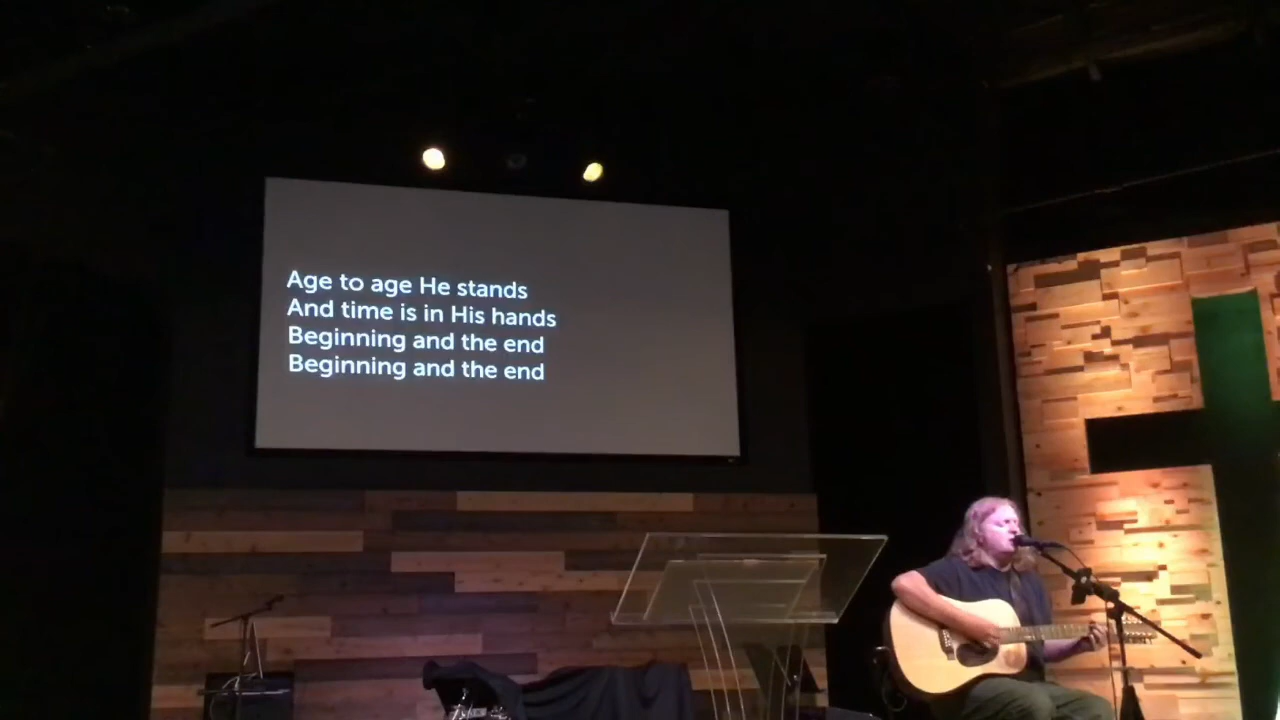 Age to age He stands
And time is in His hands
Beginning and the end
Beginning and the end